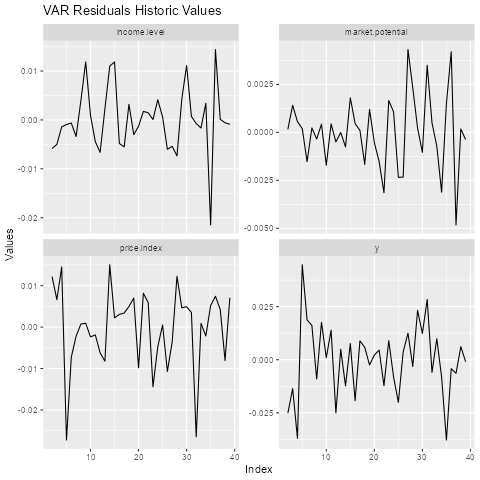 VAR Residuals Historic Values
income.level
market.potential
0.01
0.00
-0.01
-0.02
0.0025
0.0000
-0.0025
-0.0050
Values
price.index
y
0.01
0.00
-0.01
-0.02
0.025
0.000
-0.025
10 20 30 40
10 20 30 40
Index